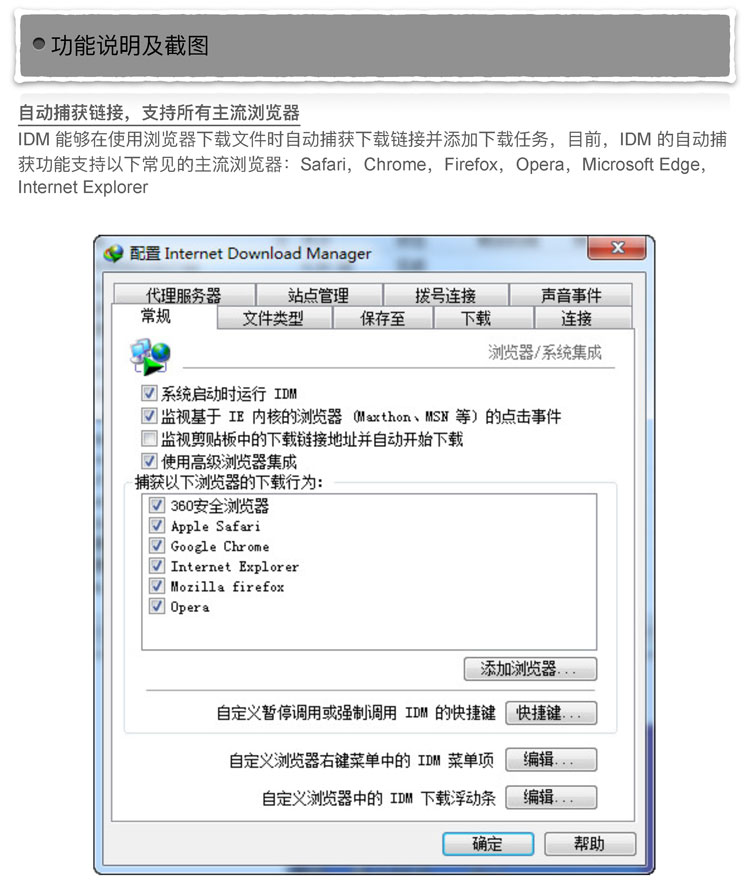 功能说明及截图
自动捕获链接，支持所有主流浏览器
IDM 能够在使用浏览器下载文件时自动捕获下载链接并添加下载任务，目前，IDM 的自动捕
获功能支持以下常见的主流浏览器：Safari，Chrome，Firefox，Opera，Microsoft Edge，
Internet Explorer
配置 Internet Download Manager
代理服务器 站点管理 拨号连接 声音事件
常规 文件类型 保存至 下载 连接
浏览器/系统集成
系统启动时运行 IDM
监视基于 IE 内核的浏览器（Maxthon、MSN 等）的点击事件
监视剪贴板中的下载链接地址并自动开始下载
使用高级浏览器集成
捕获以下浏览器的下载行为：
360安全浏览器
Apple Safari
Google Chrome
Internet Explorer
Mozilla firefox
Opera
添加浏览器...
自定义暂停调用或强制调用 IDM 的快捷键 快捷键...
自定义浏览器右键菜单中的 IDM 菜单项 编辑...
自定义浏览器中的 IDM 下载浮动条 编辑...
确定 帮助